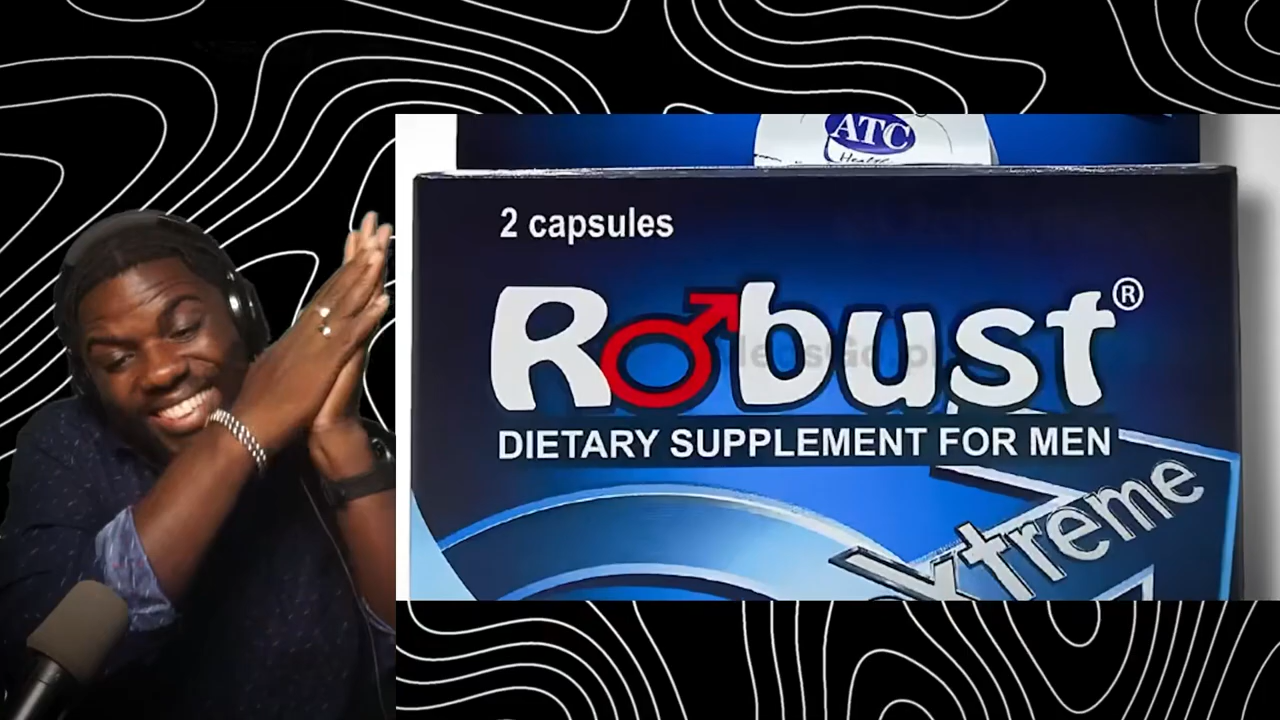 ATC
2 capsules
Robust®
DIETARY SUPPLEMENT FOR MEN
Xtreme